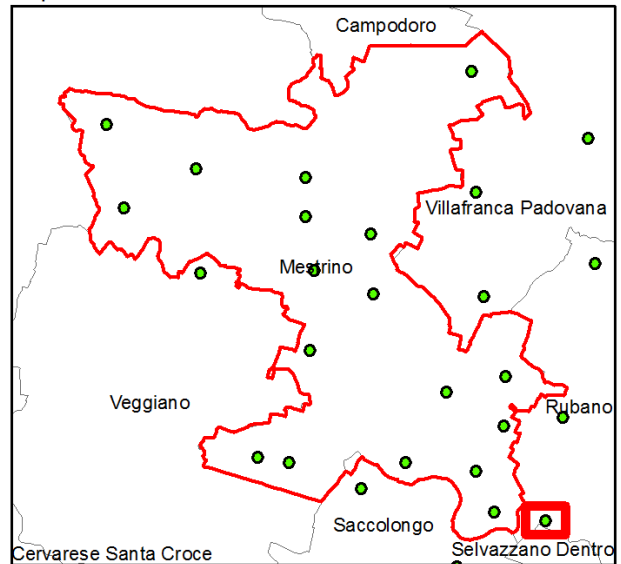 Campodoro
Villafranca Padovana
Mestrino
Veggiano
Rubano
Saccolongo
Selvazzano Dentro
Cervarese Santa Croce